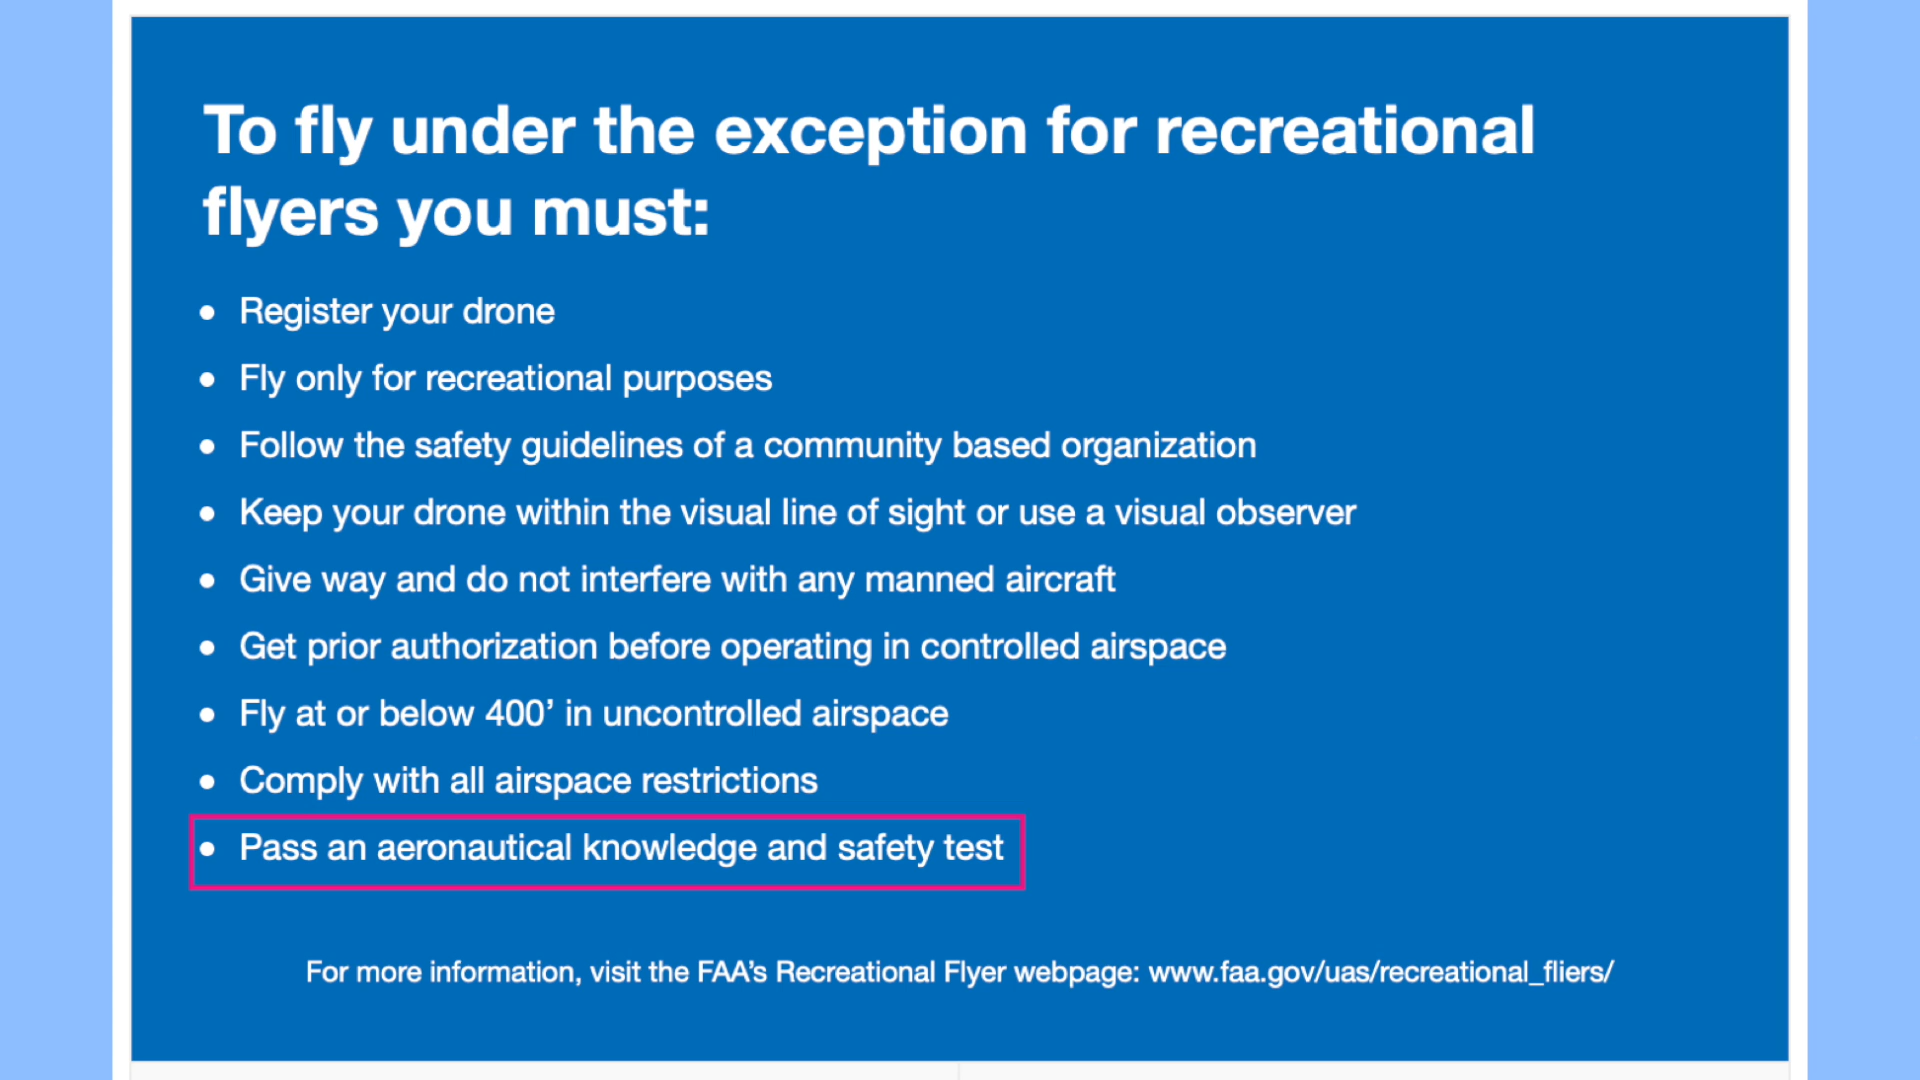 To fly under the exception for recreational
flyers you must:
• Register your drone
• Fly only for recreational purposes
• Follow the safety guidelines of a community based organization
• Keep your drone within the visual line of sight or use a visual observer
• Give way and do not interfere with any manned aircraft
• Get prior authorization before operating in controlled airspace
• Fly at or below 400’ in uncontrolled airspace
• Comply with all airspace restrictions
• Pass an aeronautical knowledge and safety test
For more information, visit the FAA’s Recreational Flyer webpage: www.faa.gov/uas/recreational_fliers/